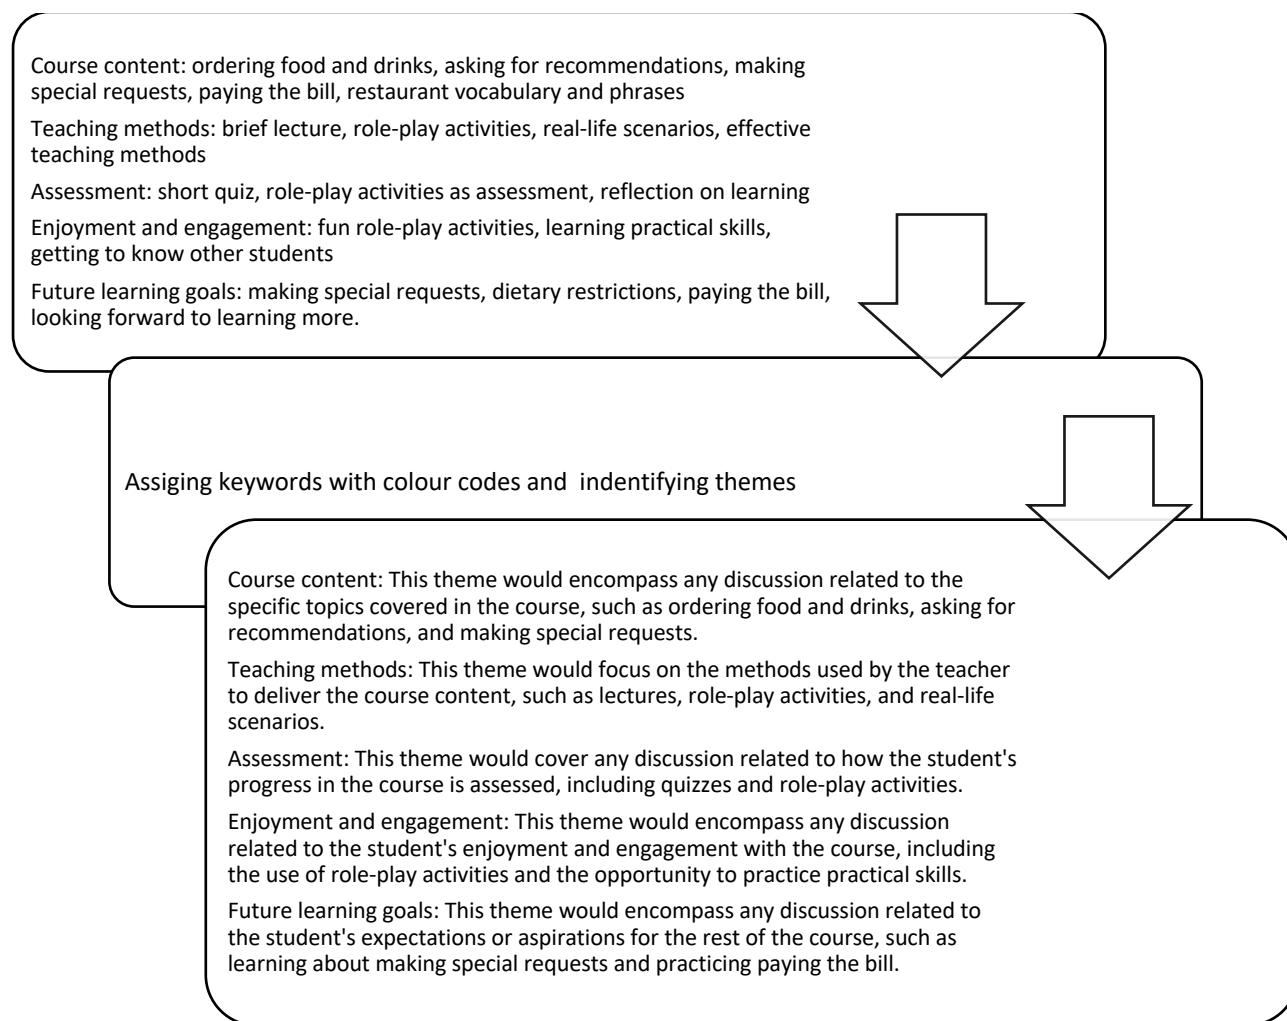 Course content: ordering food and drinks, asking for recommendations, making
special requests, paying the bill, restaurant vocabulary and phrases
Teaching methods: brief lecture, role-play activities, real-life scenarios, effective
teaching methods
Assessment: short quiz, role-play activities as assessment, reflection on learning
Enjoyment and engagement: fun role-play activities, learning practical skills,
getting to know other students
Future learning goals: making special requests, dietary restrictions, paying the bill,
looking forward to learning more.
Assiging keywords with colour codes and indentifying themes
Course content: This theme would encompass any discussion related to the
specific topics covered in the course, such as ordering food and drinks, asking for
recommendations, and making special requests.
Teaching methods: This theme would focus on the methods used by the teacher
to deliver the course content, such as lectures, role-play activities, and real-life
scenarios.
Assessment: This theme would cover any discussion related to how the student's
progress in the course is assessed, including quizzes and role-play activities.
Enjoyment and engagement: This theme would encompass any discussion
related to the student's enjoyment and engagement with the course, including
the use of role-play activities and the opportunity to practice practical skills.
Future learning goals: This theme would encompass any discussion related to
the student's expectations or aspirations for the rest of the course, such as
learning about making special requests and practicing paying the bill.